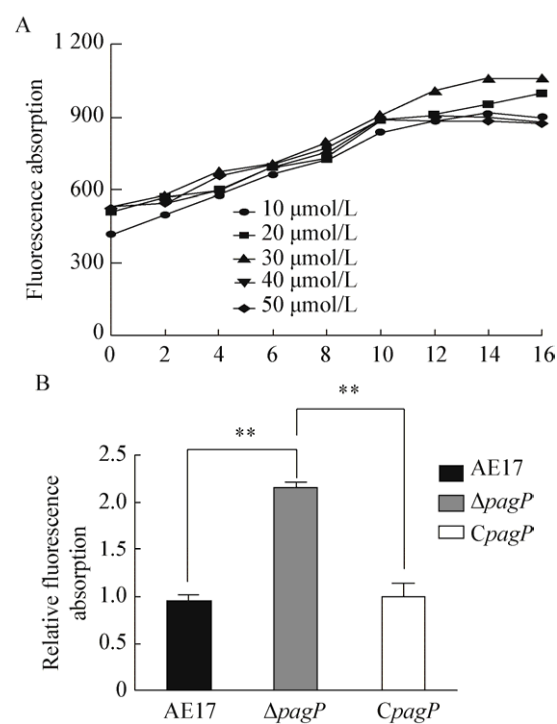 A
Fluorescence absorption
1 200
900
600
300
0
10 μmol/L
20 μmol/L
30 μmol/L
40 μmol/L
50 μmol/L
0 2 4 6 8 10 12 14 16
B
Relative fluorescence
absorption
2.5
2.0
1.0
1.0
0.5
0
**
**
AE17
ΔpagP
CpagP
AE17 ΔpagP CpagP